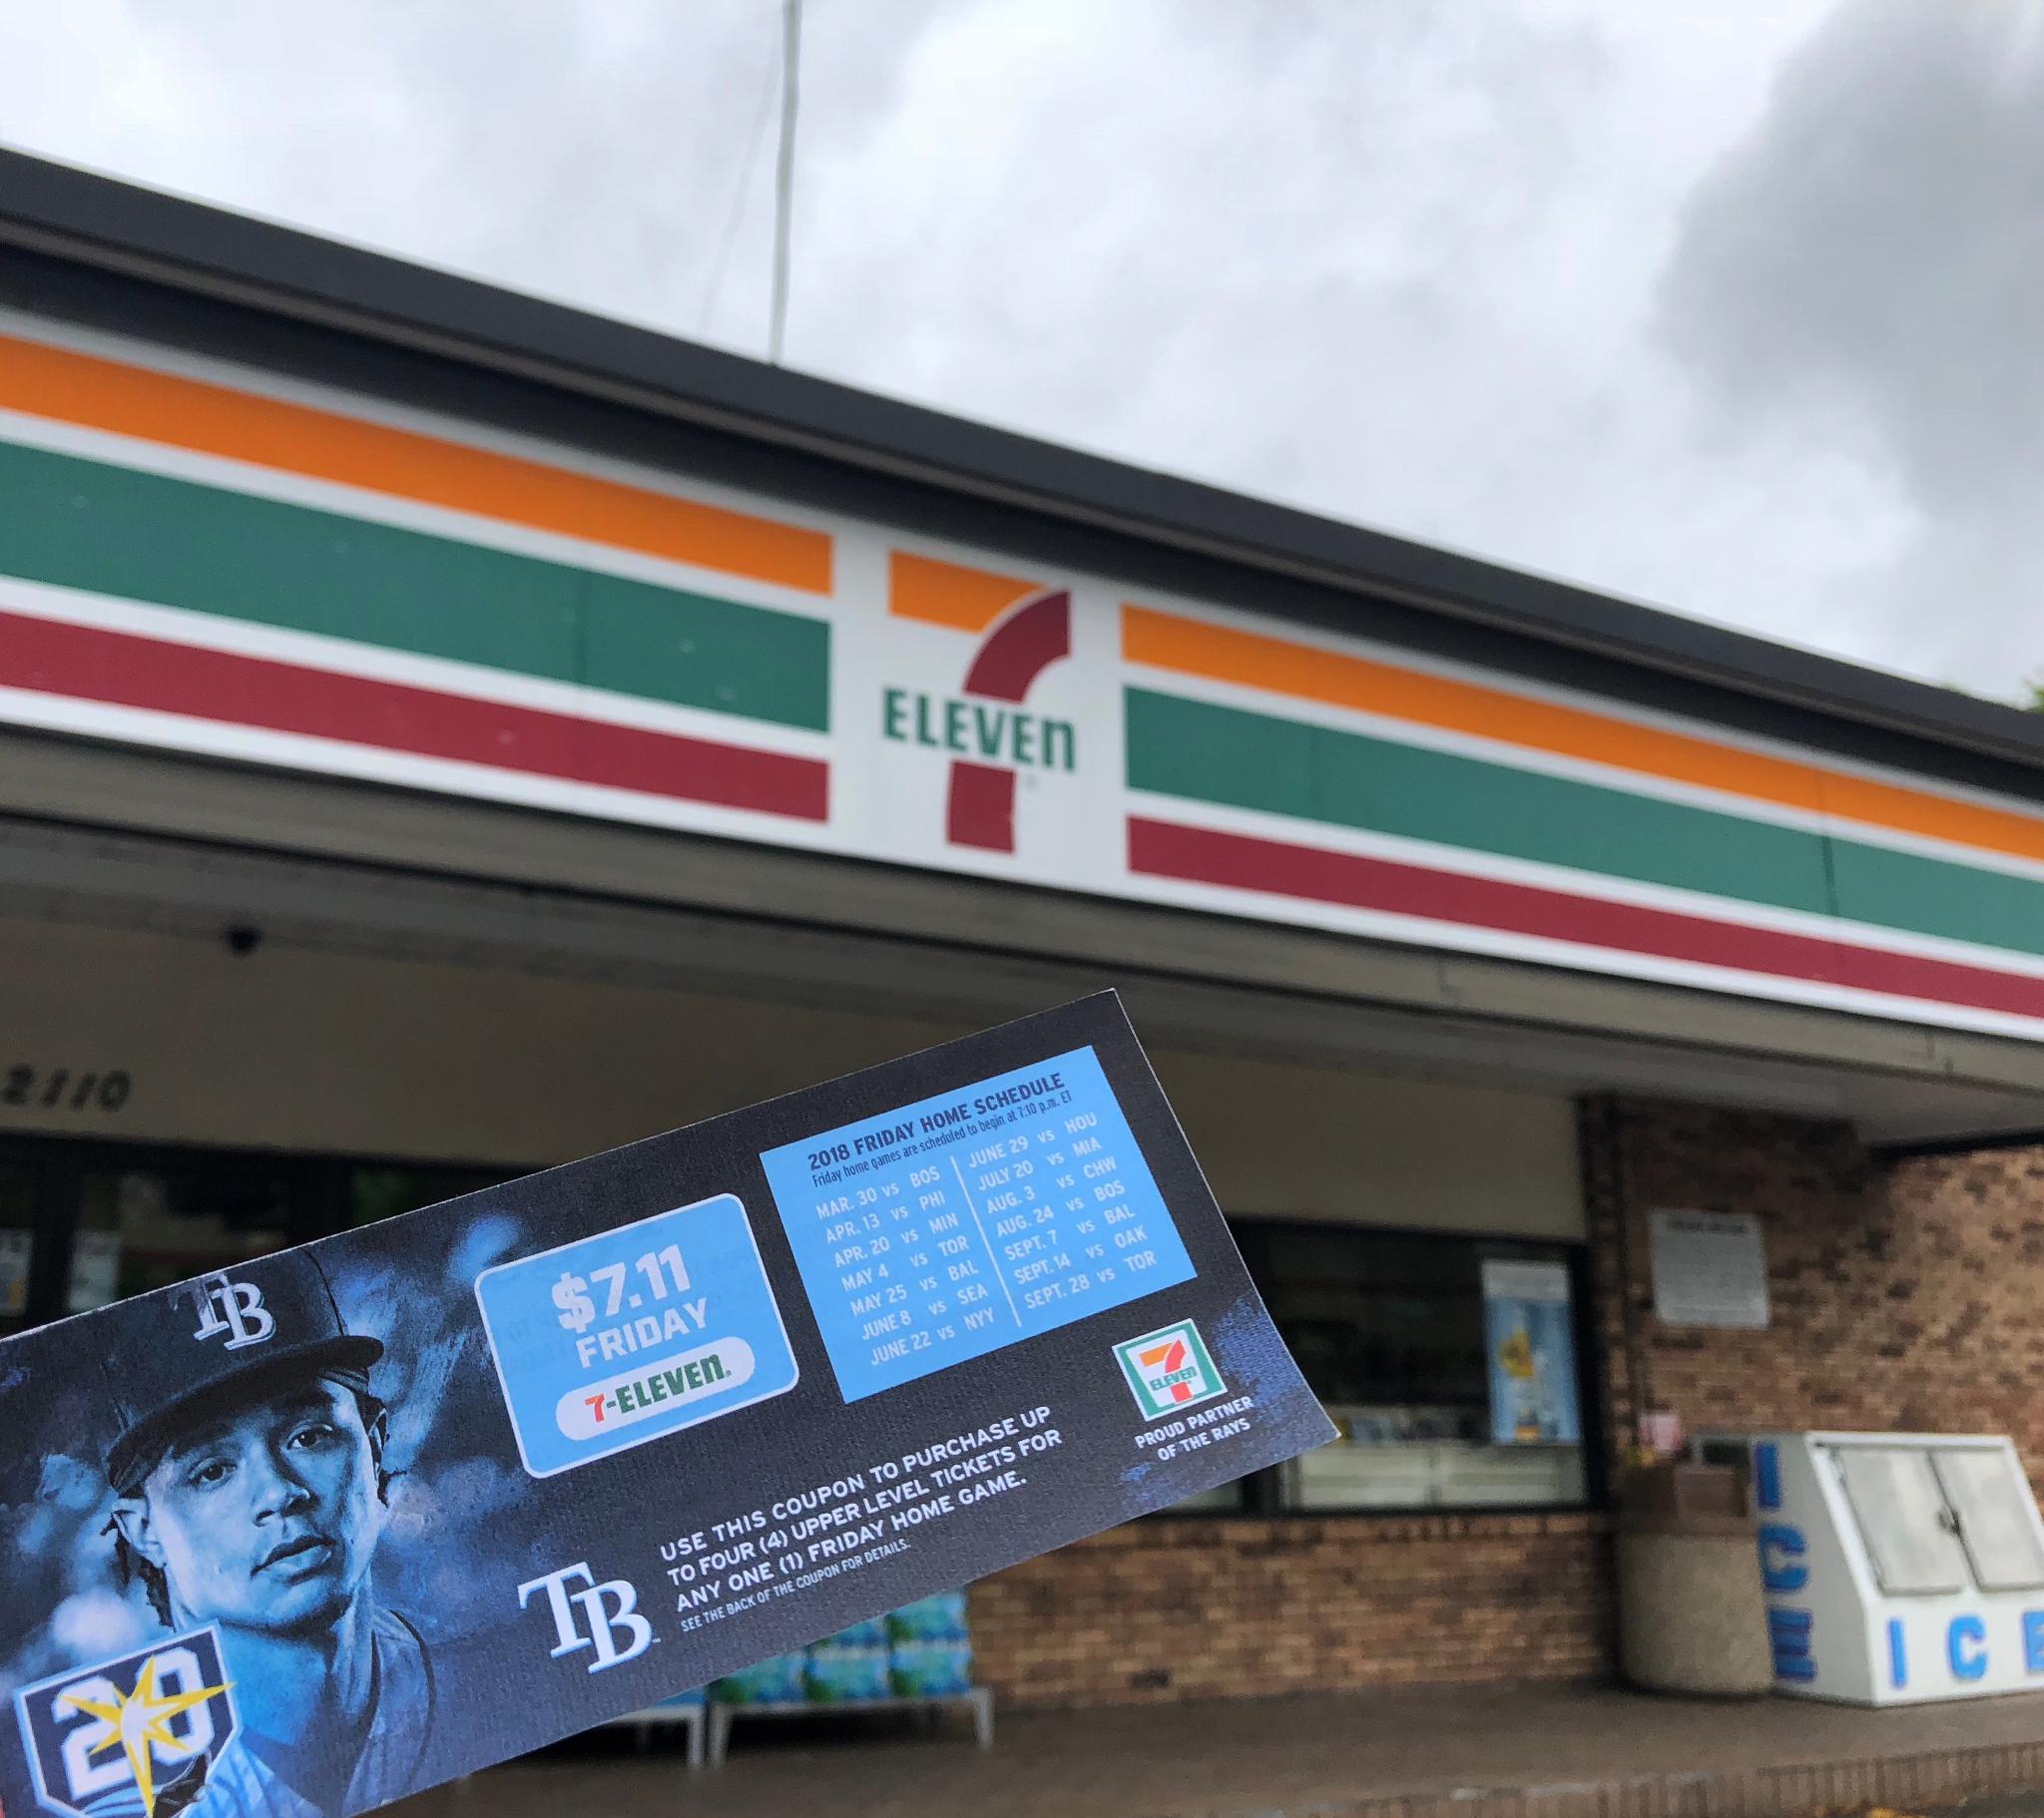 7
ELEVEn
2110
TB
$7.11
FRIDAY
7-ELEVEn.
2018 FRIDAY HOME SCHEDULE
Friday home games are scheduled to begin at 7:10 p.m. ET
MAR. 30 vs BOS
APR. 13 vs PHI
APR. 20 vs MIN
MAY 4 vs TOR
MAY 25 vs BAL
JUNE 8 vs SEA
JUNE 22 vs NYY
JUNE 29 vs HOU
JULY 20 vs MIA
AUG. 3 vs CHW
AUG. 24 vs BOS
SEPT. 7 vs BAL
SEPT. 14 vs OAK
SEPT. 28 vs TOR
7
ELEVEn
PROUD PARTNER
OF THE RAYS
TB
USE THIS COUPON TO PURCHASE UP
TO FOUR (4) UPPER LEVEL TICKETS FOR
ANY ONE (1) FRIDAY HOME GAME.
SEE THE BACK OF THE COUPON FOR DETAILS.
20
ICE
ICE